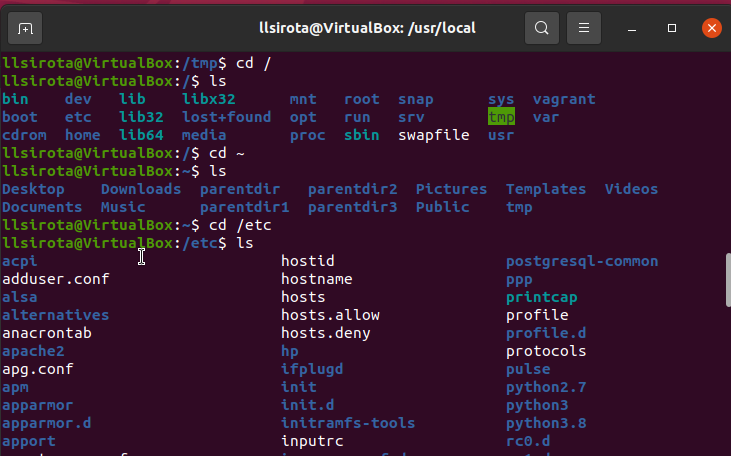 llsirota@VirtualBox: /usr/local
llsirota@VirtualBox:/tmp$ cd /
llsirota@VirtualBox:/$ ls
bin dev lib libx32 mnt root snap sys vagrant
boot etc lib32 lost+found opt run srv tmp var
cdrom home lib64 media proc sbin swapfile usr
llsirota@VirtualBox:/$ cd ~
llsirota@VirtualBox:~$ ls
Desktop Downloads parentdir parentdir2 Pictures Templates Videos
Documents Music parentdir1 parentdir3 Public tmp
llsirota@VirtualBox:~$ cd /etc
llsirota@VirtualBox:/etc$ ls
acpi hostid postgresql-common
adduser.conf hostname ppp
alsa hosts printcap
alternatives hosts.allow profile
anacrontab hosts.deny profile.d
apache2 hp protocols
apg.conf ifplugd pulse
apm init python2.7
apparmor init.d python3
apparmor.d initramfs-tools python3.8
apport inputrc rc0.d